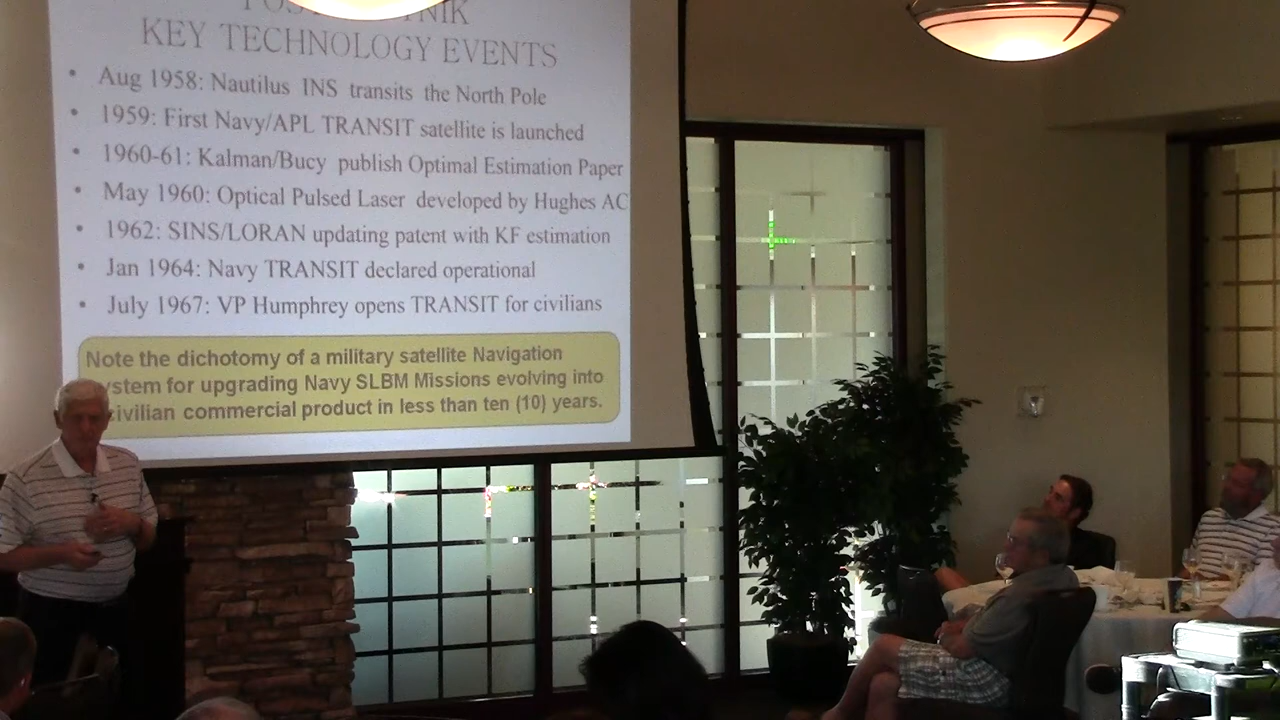 KEY TECHNOLOGY EVENTS
• Aug 1958: Nautilus INS transits the North Pole
• 1959: First Navy/APL TRANSIT satellite is launched
• 1960-61: Kalman/Bucy publish Optimal Estimation Paper
• May 1960: Optical Pulsed Laser developed by Hughes AC
• 1962: SINS/LORAN updating patent with KF estimation
• Jan 1964: Navy TRANSIT declared operational
• July 1967: VP Humphrey opens TRANSIT for civilians
Note the dichotomy of a military satellite Navigation
ystem for upgrading Navy SLBM Missions evolving into
civilian commercial product in less than ten (10) years.